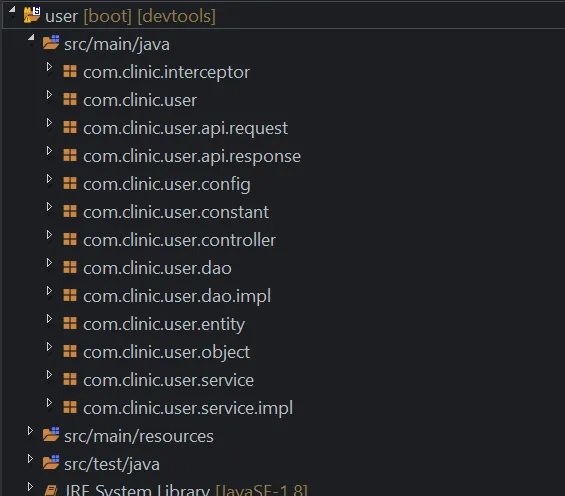 user [boot] [devtools]
src/main/java
com.clinic.interceptor
com.clinic.user
com.clinic.user.api.request
com.clinic.user.api.response
com.clinic.user.config
com.clinic.user.constant
com.clinic.user.controller
com.clinic.user.dao
com.clinic.user.dao.impl
com.clinic.user.entity
com.clinic.user.object
com.clinic.user.service
com.clinic.user.service.impl
src/main/resources
src/test/java
JRE System Library [JavaSE-1.8]